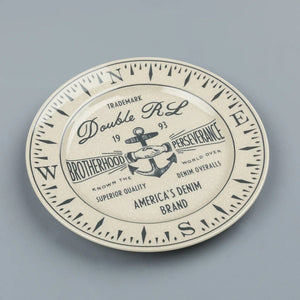 N
TRADEMARK
Double RL
19 93
BROTHERHOOD PERSEVERANCE
KNOWN THE WORLD OVER
SUPERIOR QUALITY DENIM OVERALLS
AMERICA'S DENIM
BRAND
W
E
S